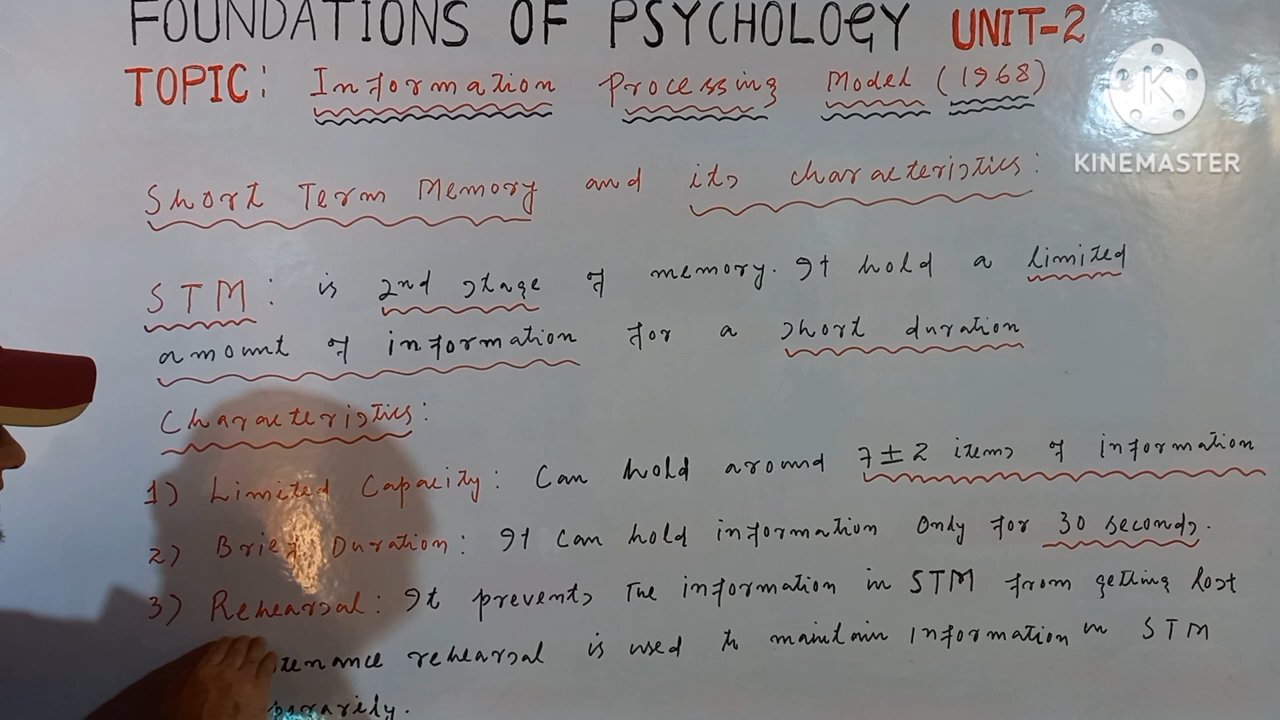 FOUNDATIONS OF PSYCHOLOGY UNIT-2
TOPIC: Information Processing Model (1968)
K
KINEMASTER
Short Term Memory and its characteristics:
STM: is 2nd stage of memory. It hold a limited
amount of information for a short duration
Characteristics:
1) Limited Capacity: Can hold around 7±2 items of information
2) Brief Duration: It can hold information Only for 30 seconds.
3) Rehearsal: It prevents The information in STM from getting lost
rehearsal is used to maintain Information in STM